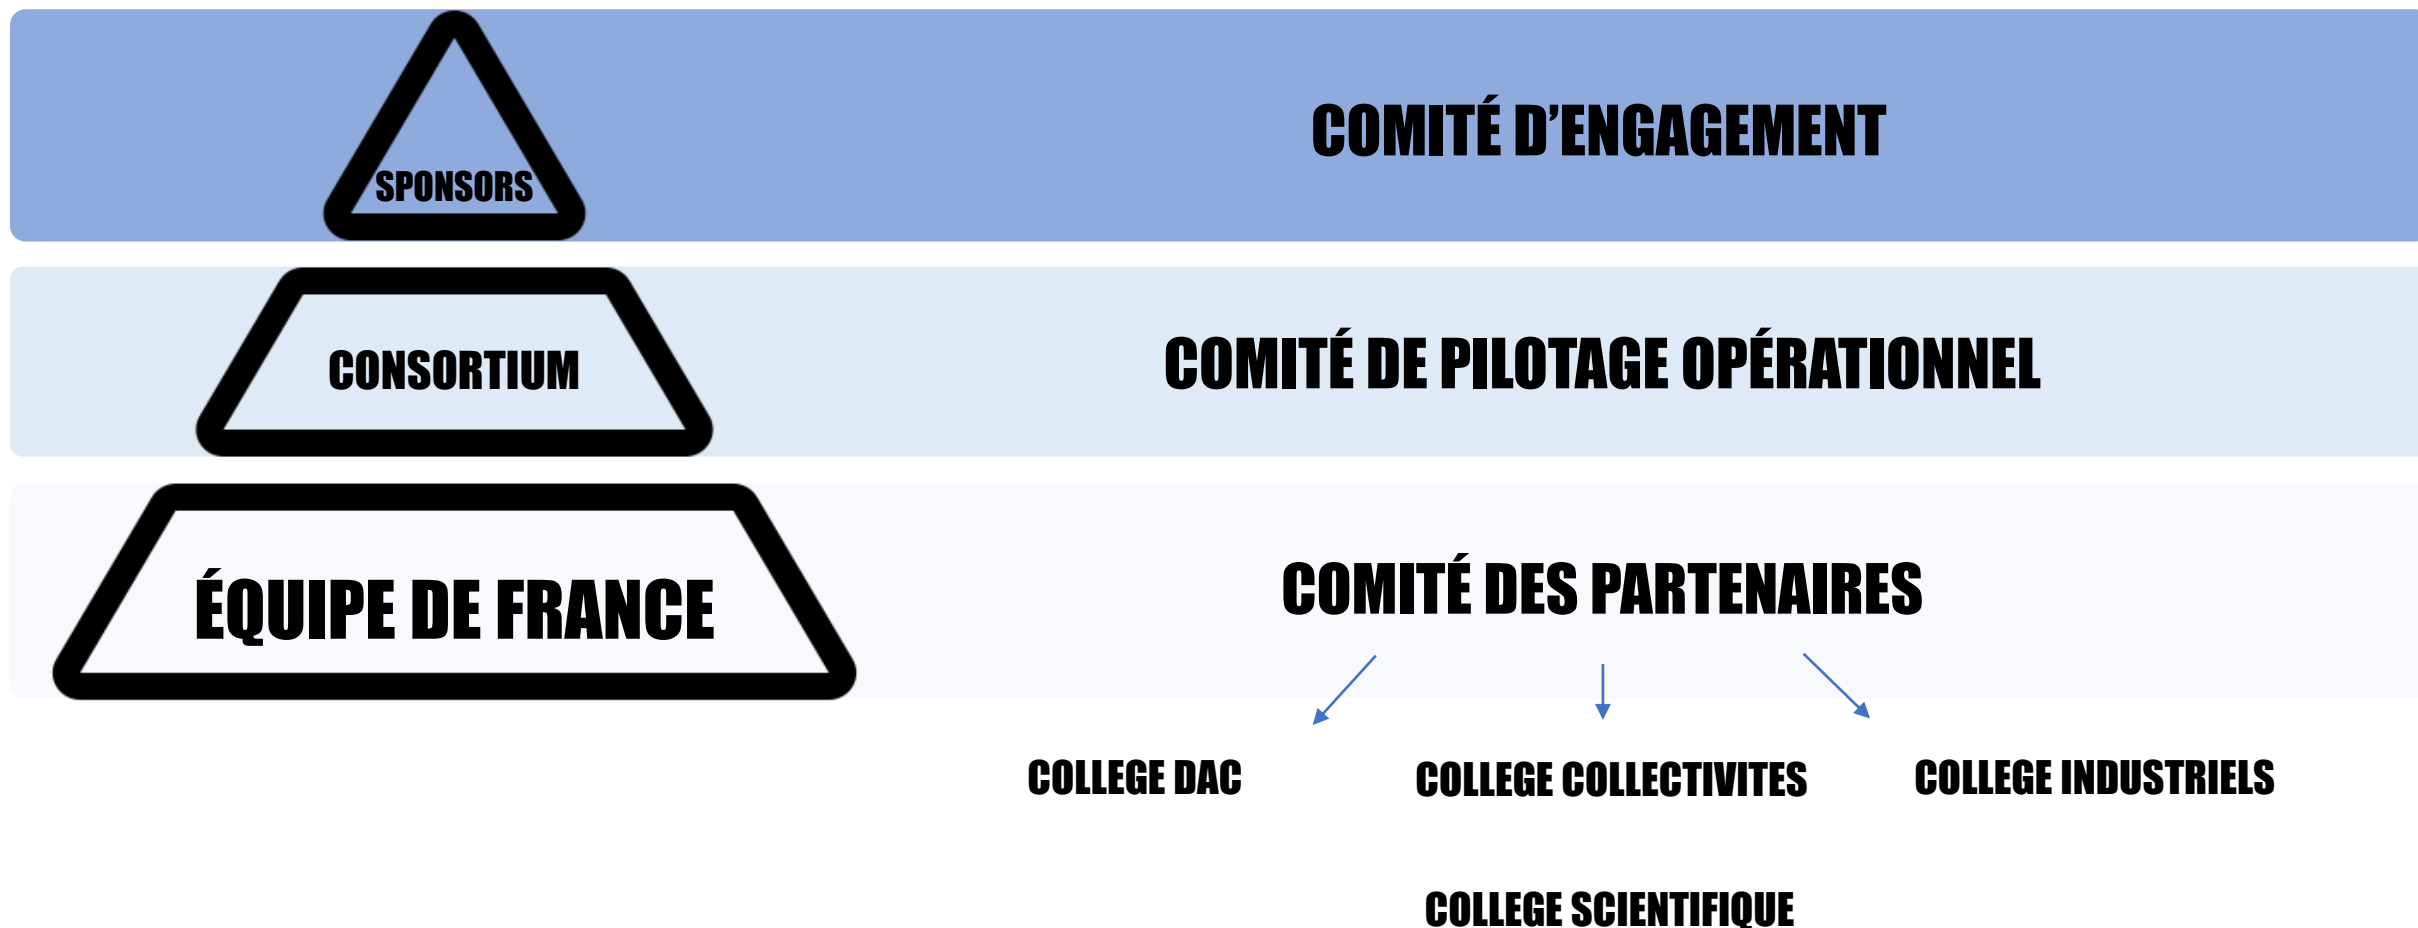 SPONSORS
COMITÉ D’ENGAGEMENT
CONSORTIUM
COMITÉ DE PILOTAGE OPÉRATIONNEL
ÉQUIPE DE FRANCE
COMITÉ DES PARTENAIRES
COLLEGE DAC
COLLEGE COLLECTIVITES
COLLEGE INDUSTRIELS
COLLEGE SCIENTIFIQUE